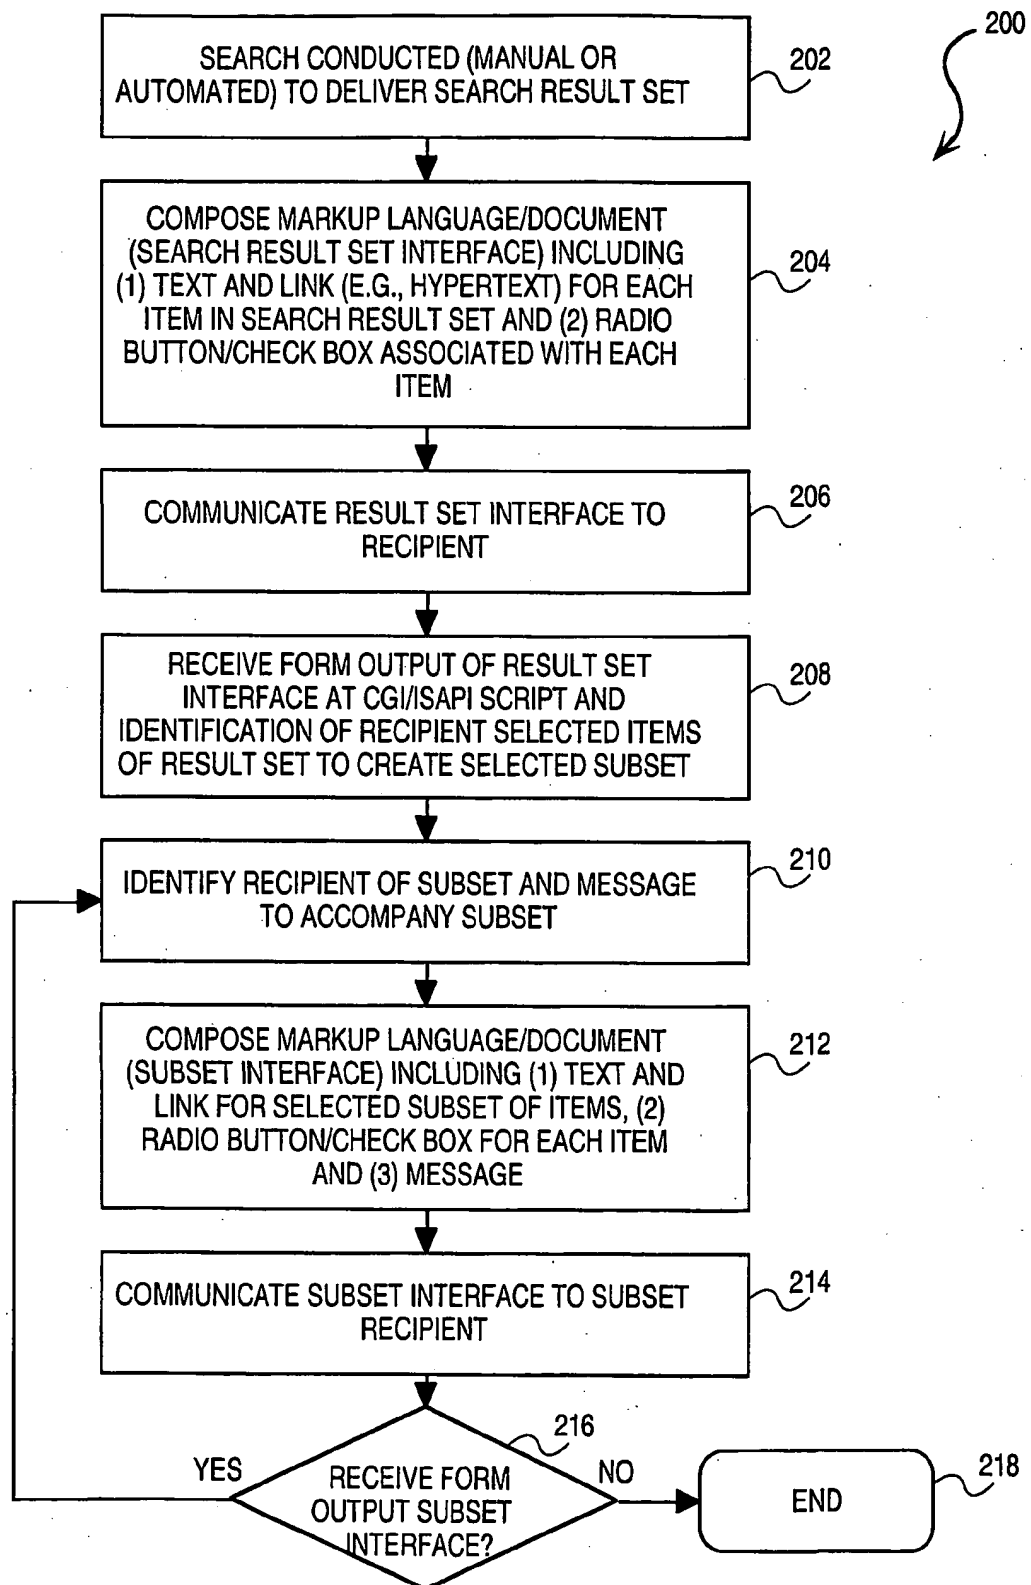 200
SEARCH CONDUCTED (MANUAL OR
AUTOMATED) TO DELIVER SEARCH RESULT SET
202
COMPOSE MARKUP LANGUAGE/DOCUMENT
(SEARCH RESULT SET INTERFACE) INCLUDING
(1) TEXT AND LINK (E.G., HYPERTEXT) FOR EACH
ITEM IN SEARCH RESULT SET AND (2) RADIO
BUTTON/CHECK BOX ASSOCIATED WITH EACH
ITEM
204
COMMUNICATE RESULT SET INTERFACE TO
RECIPIENT
206
RECEIVE FORM OUTPUT OF RESULT SET
INTERFACE AT CGI/ISAPI SCRIPT AND
IDENTIFICATION OF RECIPIENT SELECTED ITEMS
OF RESULT SET TO CREATE SELECTED SUBSET
208
IDENTIFY RECIPIENT OF SUBSET AND MESSAGE
TO ACCOMPANY SUBSET
210
COMPOSE MARKUP LANGUAGE/DOCUMENT
(SUBSET INTERFACE) INCLUDING (1) TEXT AND
LINK FOR SELECTED SUBSET OF ITEMS, (2)
RADIO BUTTON/CHECK BOX FOR EACH ITEM
AND (3) MESSAGE
212
COMMUNICATE SUBSET INTERFACE TO SUBSET
RECIPIENT
214
216
YES
RECEIVE FORM
OUTPUT SUBSET
INTERFACE?
NO
END
218